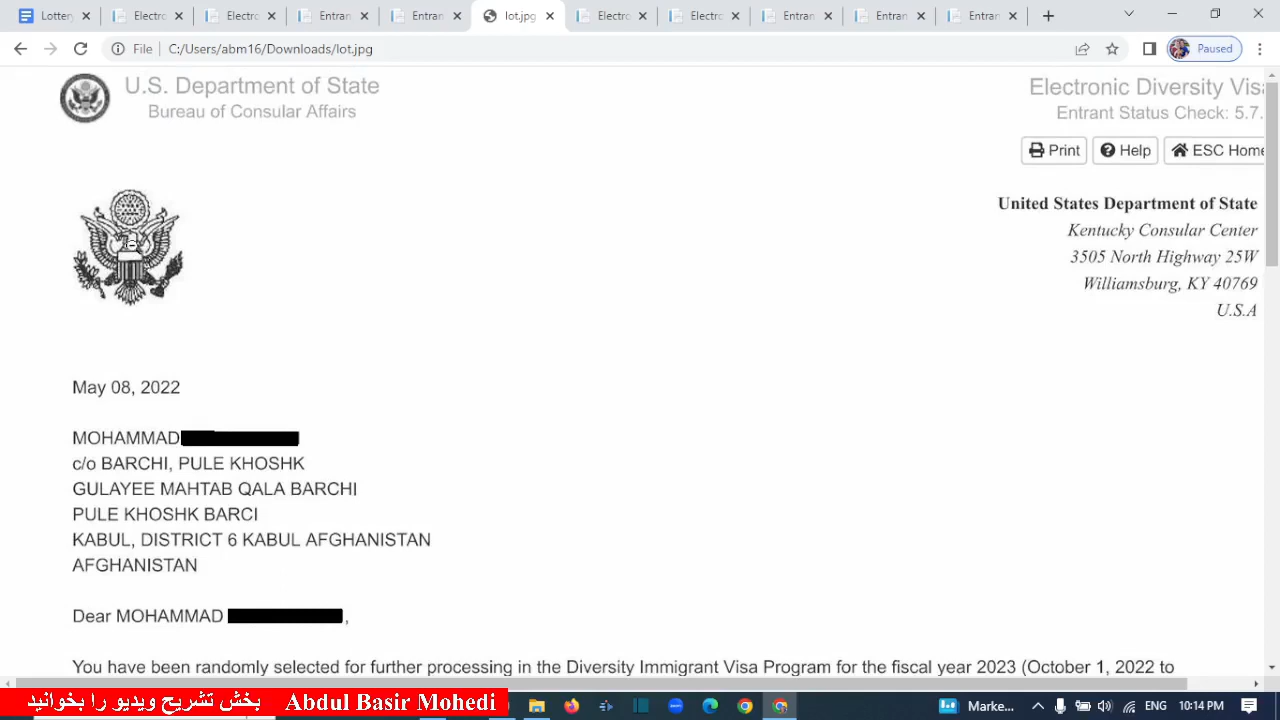 Lottery
Electro
Electro
Entran
Entran
lot.jpg
Electro
Electro
Entran
Entran
Entran
File
C:/Users/abm16/Downloads/lot.jpg
Paused
U.S. Department of State
Bureau of Consular Affairs
Electronic Diversity Visa
Entrant Status Check: 5.7.
Print
Help
ESC Home
United States Department of State
Kentucky Consular Center
3505 North Highway 25W
Williamsburg, KY 40769
U.S.A
May 08, 2022
MOHAMMAD
c/o BARCHI, PULE KHOSHK
GULAYEE MAHTAB QALA BARCHI
PULE KHOSHK BARCI
KABUL, DISTRICT 6 KABUL AFGHANISTAN
AFGHANISTAN
Dear MOHAMMAD ,
You have been randomly selected for further processing in the Diversity Immigrant Visa Program for the fiscal year 2023 (October 1, 2022 to
بخش تشریح ویدیو را بخوانید
Abdul Basir Mohedi
Marke...
ENG
10:14 PM